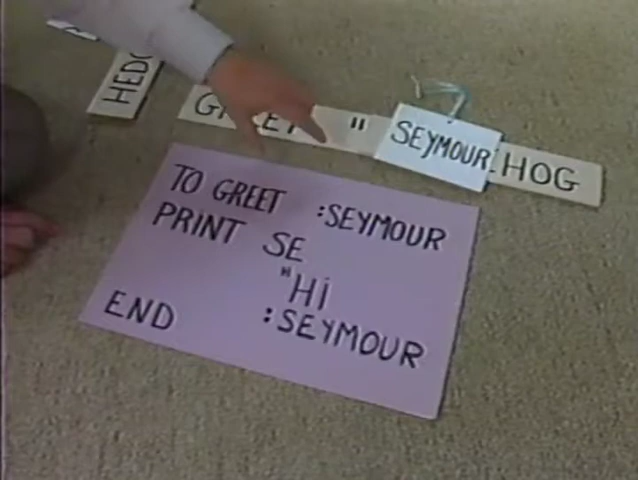 HEDG
GREET " SEYMOUR HOG
TO GREET :SEYMOUR
PRINT SE
"Hi
:SEYMOUR
END